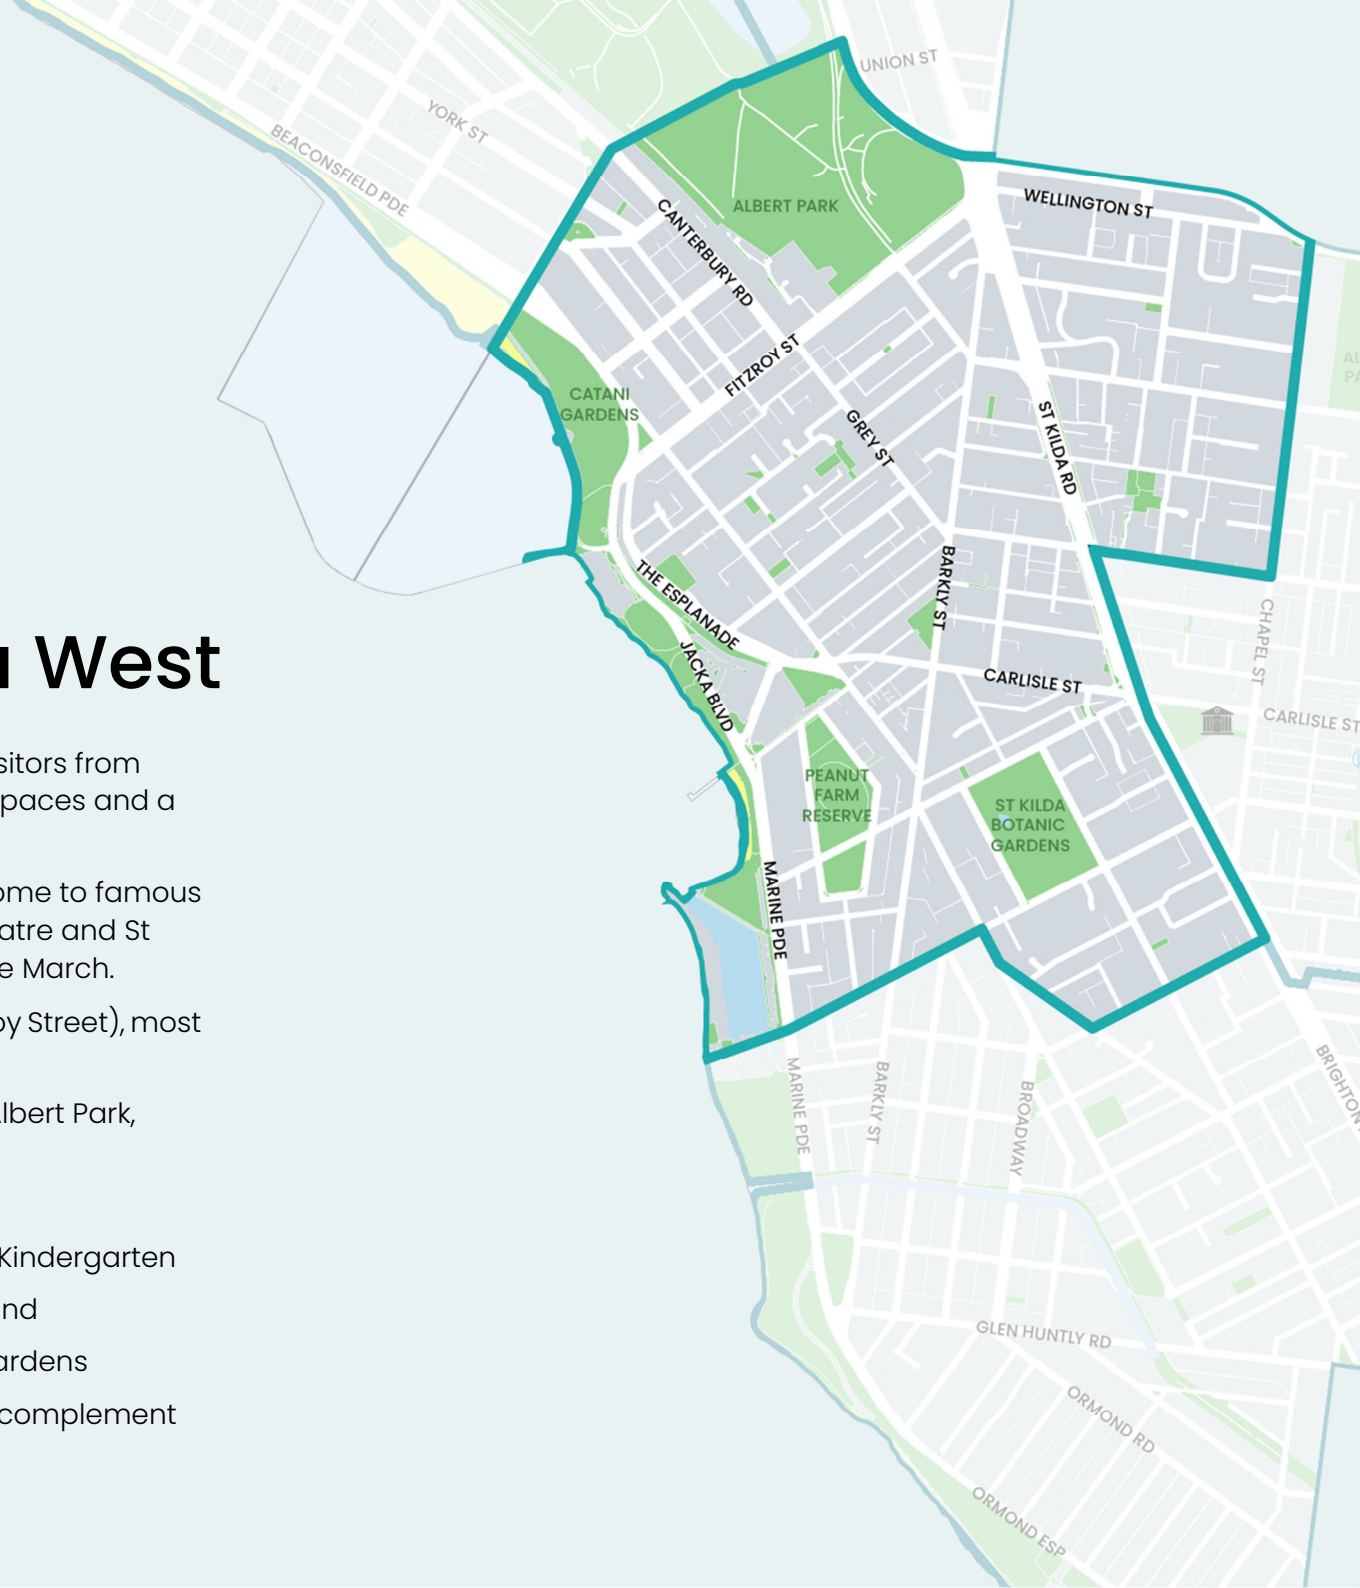 UNION ST
YORK ST
BEACONSFIELD PDE
WELLINGTON ST
ALBERT PARK
CANTERBURY RD
FITZROY ST
CATANI
GARDENS
GREY ST
ST KILDA RD
THE ESPLANADE
BARKLY ST
JACKA BLVD
CARLISLE ST
CHAPEL ST
CARLISLE ST
PEANUT
FARM
RESERVE
ST KILDA
BOTANIC
GARDENS
MARINE PDE
MARINE PDE
BARKLY ST
BROADWAY
BRIGHTON
GLEN HUNTLY RD
ORMOND RD
ORMOND ESP
West
sitors from
paces and a
ome to famous
atre and St
e March.
oy Street), most
Albert Park,
Kindergarten
nd
ardens
complement